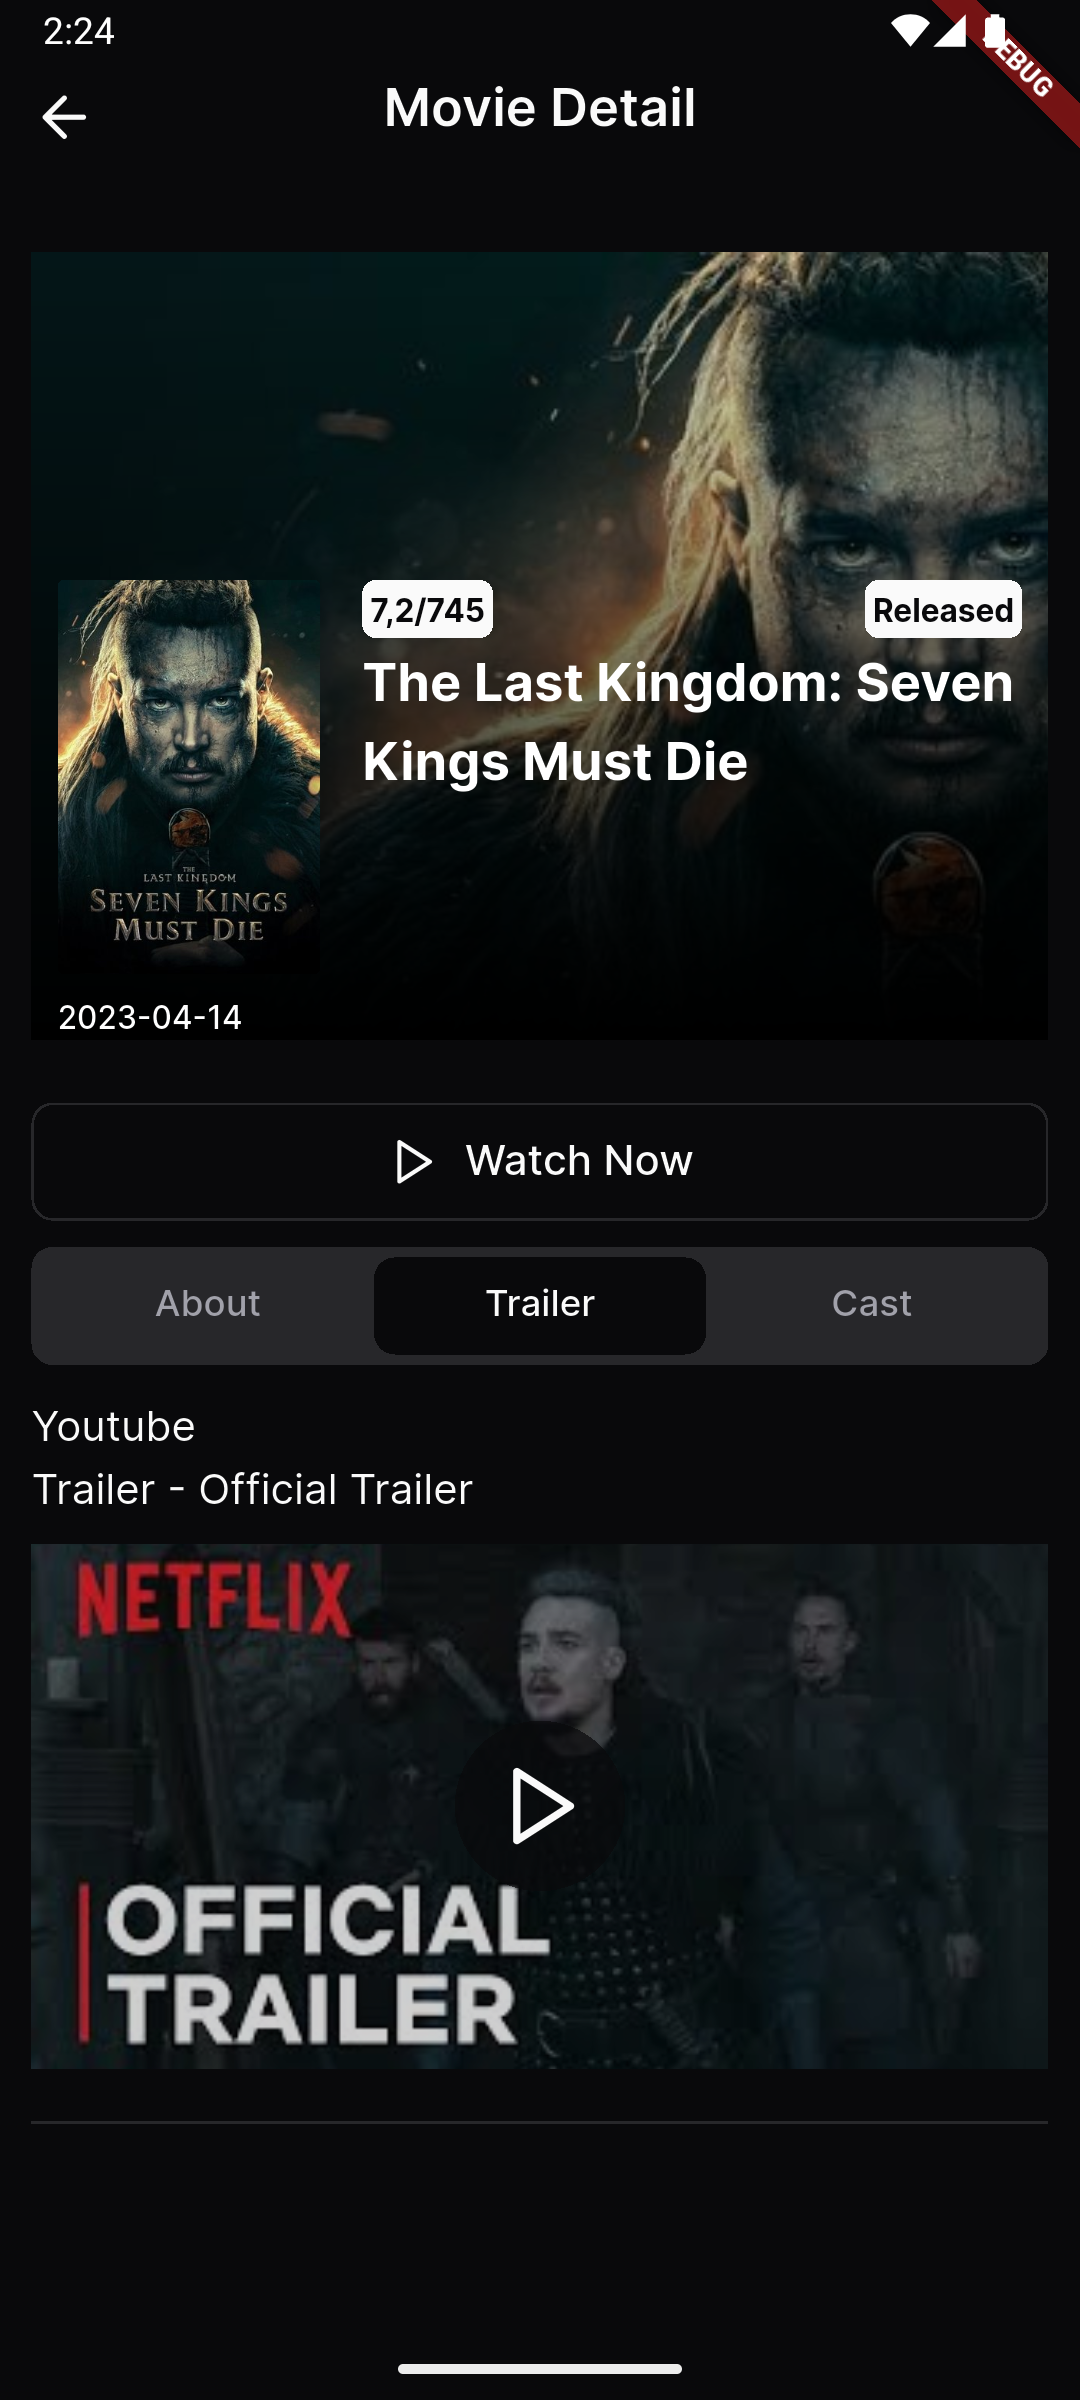 2:24
EBUG
Movie Detail
7,2/745
Released
The Last Kingdom: Seven
Kings Must Die
THE
LAST KINGDOM
SEVEN KINGS
MUST DIE
2023-04-14
Watch Now
About
Trailer
Cast
Youtube
Trailer - Official Trailer
NETFLIX
OFFICIAL
TRAILER